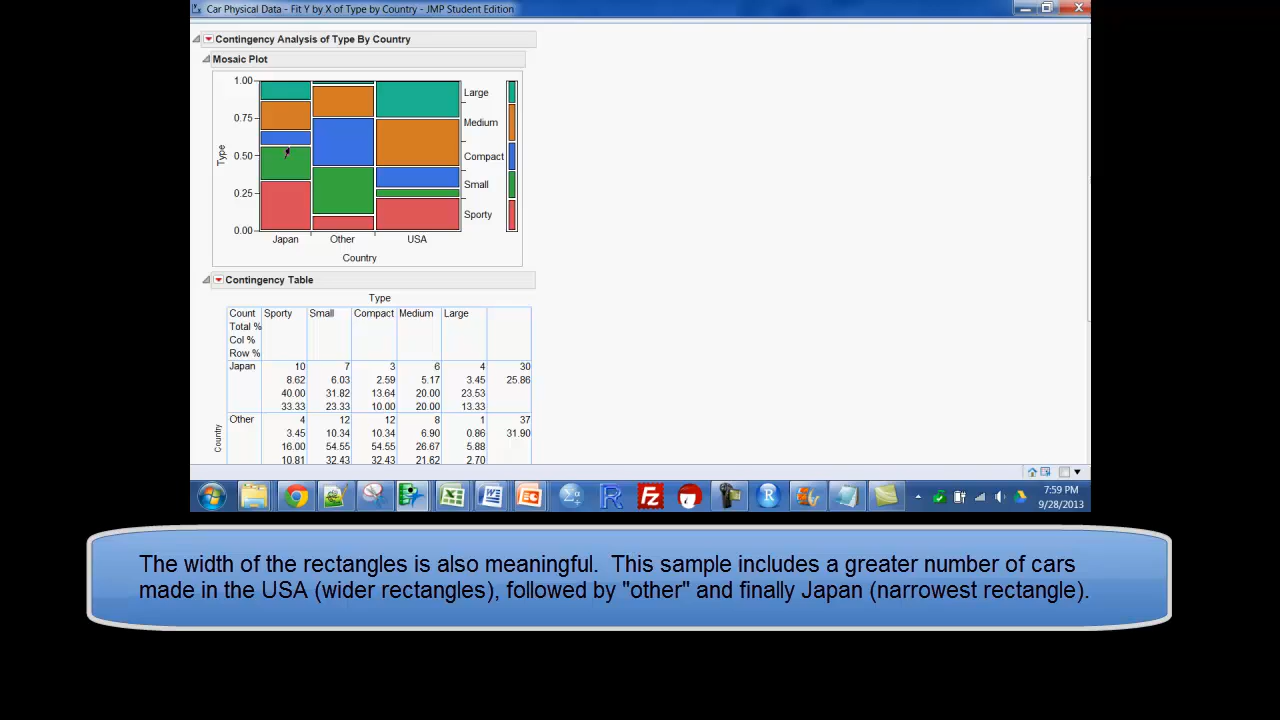 Car Physical Data - Fit Y by X of Type by Country - JMP Student Edition
Contingency Analysis of Type By Country
Mosaic Plot
1.00
0.75
0.50
0.25
0.00
Type
Large
Medium
Compact
Small
Sporty
Japan Other USA
Country
Contingency Table
Type
Count Sporty Small Compact Medium Large
Total %
Col %
Row %
Country
Japan 10 7 3 6 4 30
8.62 6.03 2.59 5.17 3.45 25.86
40.00 31.82 13.64 20.00 23.53
33.33 23.33 10.00 20.00 13.33
Other 4 12 12 8 1 37
3.45 10.34 10.34 6.90 0.86 31.90
16.00 54.55 54.55 26.67 5.88
10.81 32.43 32.43 21.62 2.70
7:59 PM
9/28/2013
The width of the rectangles is also meaningful. This sample includes a greater number of cars
made in the USA (wider rectangles), followed by "other" and finally Japan (narrowest rectangle).